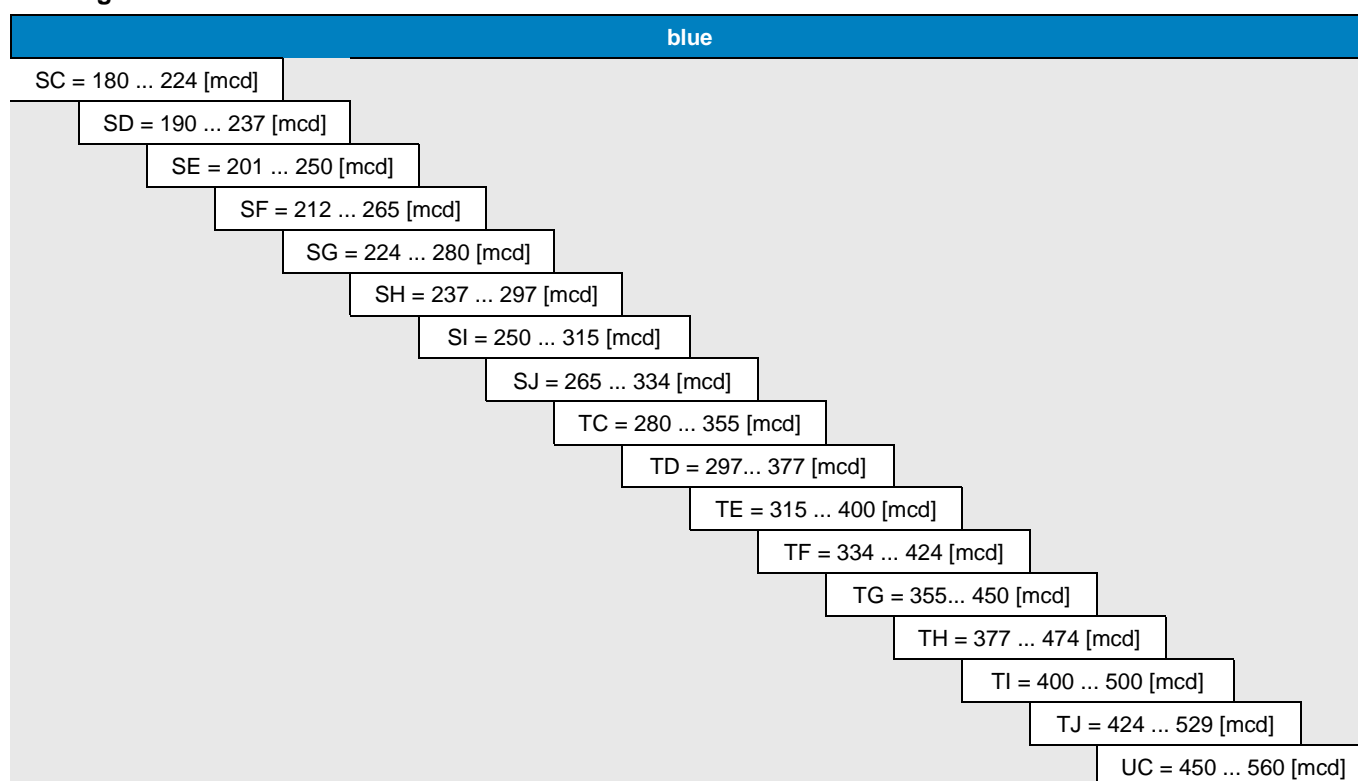 blue
SC = 180 ... 224 [mcd]
SD = 190 ... 237 [mcd]
SE = 201 ... 250 [mcd]
SF = 212 ... 265 [mcd]
SG = 224 ... 280 [mcd]
SH = 237 ... 297 [mcd]
SI = 250 ... 315 [mcd]
SJ = 265 ... 334 [mcd]
TC = 280 ... 355 [mcd]
TD = 297... 377 [mcd]
TE = 315 ... 400 [mcd]
TF = 334 ... 424 [mcd]
TG = 355... 450 [mcd]
TH = 377 ... 474 [mcd]
TI = 400 ... 500 [mcd]
TJ = 424 ... 529 [mcd]
UC = 450 ... 560 [mcd]